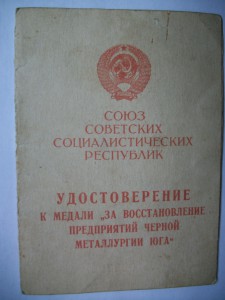 СОЮЗ
СОВЕТСКИХ
СОЦИАЛИСТИЧЕСКИХ
РЕСПУБЛИК
УДОСТОВЕРЕНИЕ
К МЕДАЛИ „ЗА ВОССТАНОВЛЕНИЕ
ПРЕДПРИЯТИЙ ЧЕРНОЙ
МЕТАЛЛУРГИИ ЮГА“